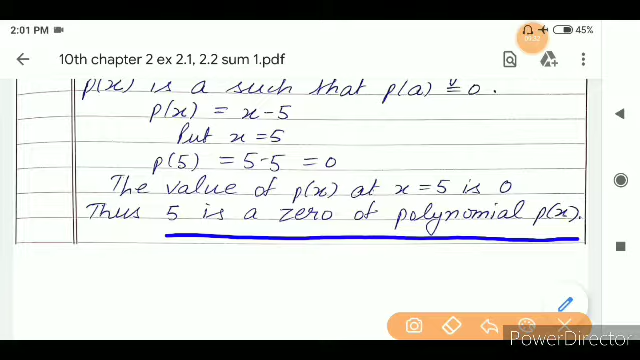 2:01 PM
45%
10th chapter 2 ex 2.1, 2.2 sum 1.pdf
p(x) is a such that p(a) = 0.
p(x) = x-5
Put x = 5
p(5) = 5-5 = 0
The value of p(x) at x = 5 is 0
Thus 5 is a zero of polynomial p(x).
PowerDirector